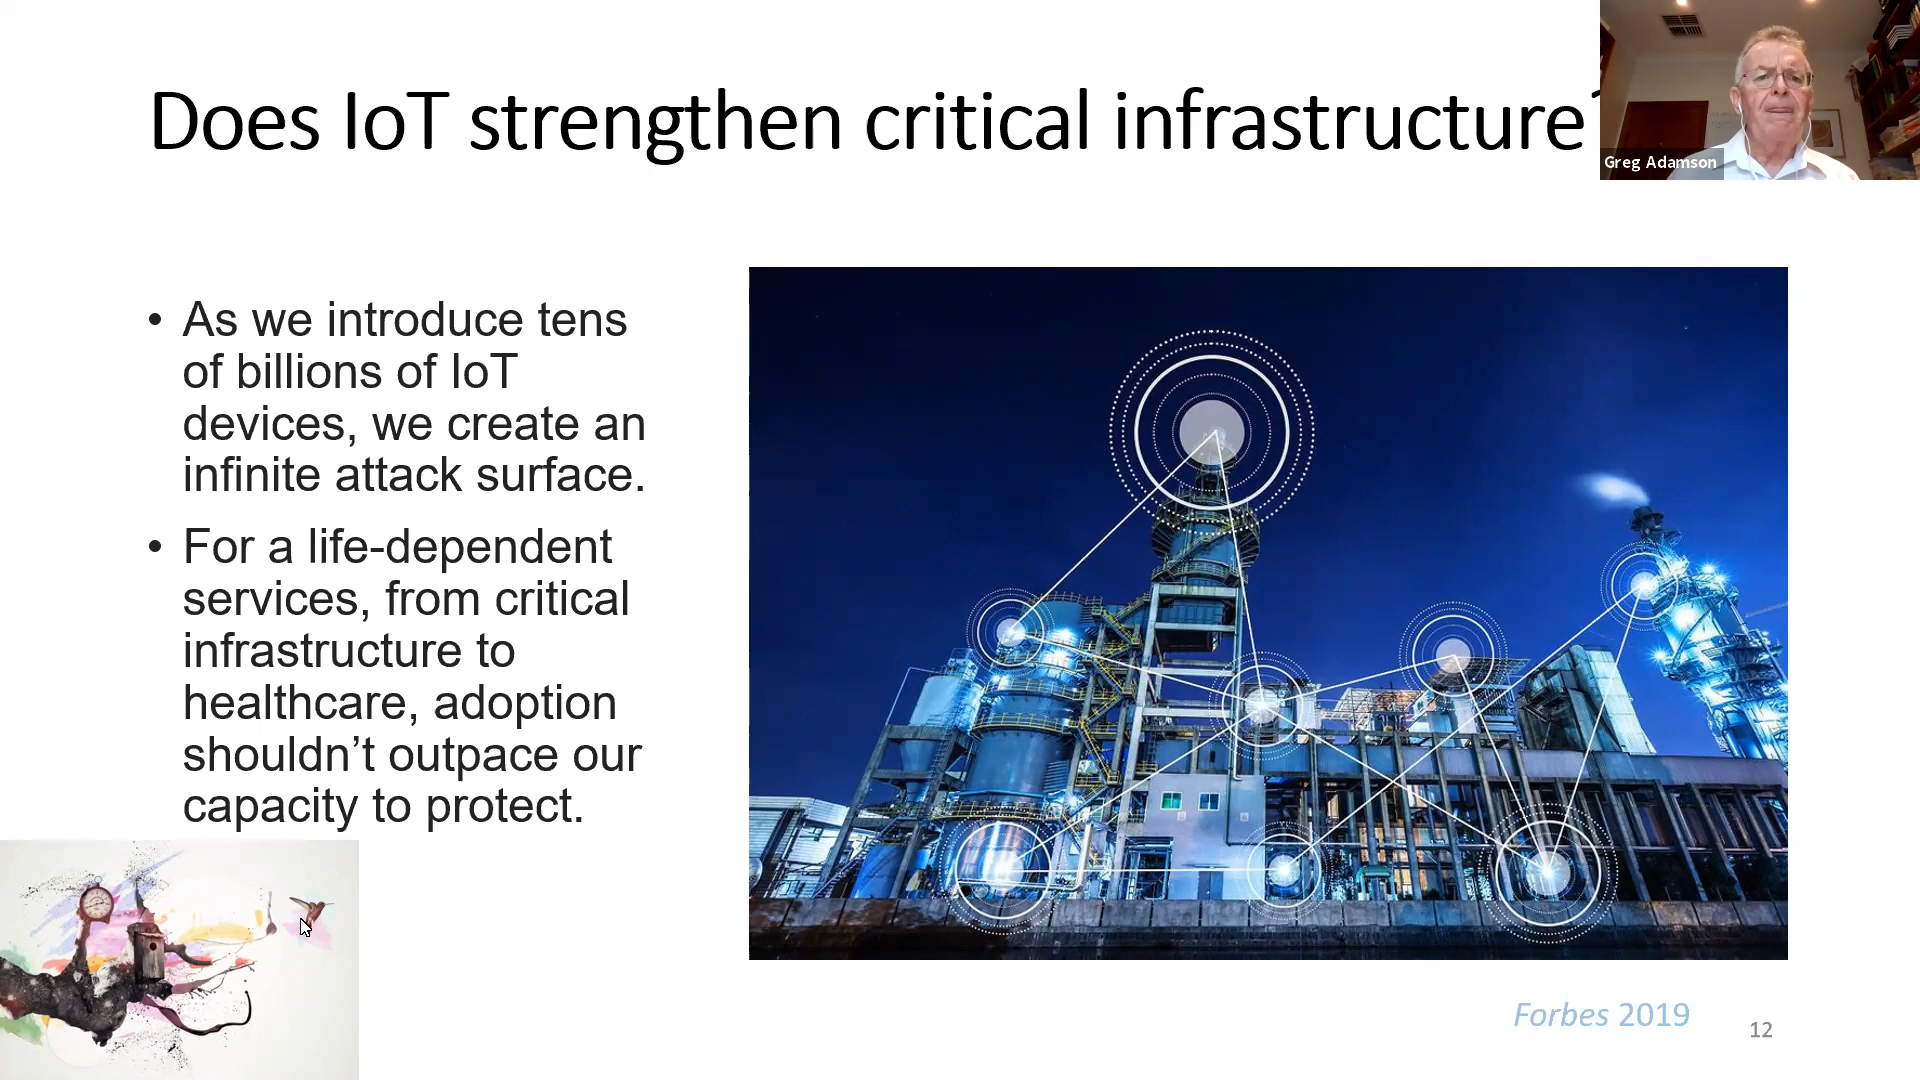 Does IoT strengthen critical infrastructure?
Greg Adamson
• As we introduce tens
of billions of IoT
devices, we create an
infinite attack surface.
• For a life-dependent
services, from critical
infrastructure to
healthcare, adoption
shouldn’t outpace our
capacity to protect.
Forbes 2019
12